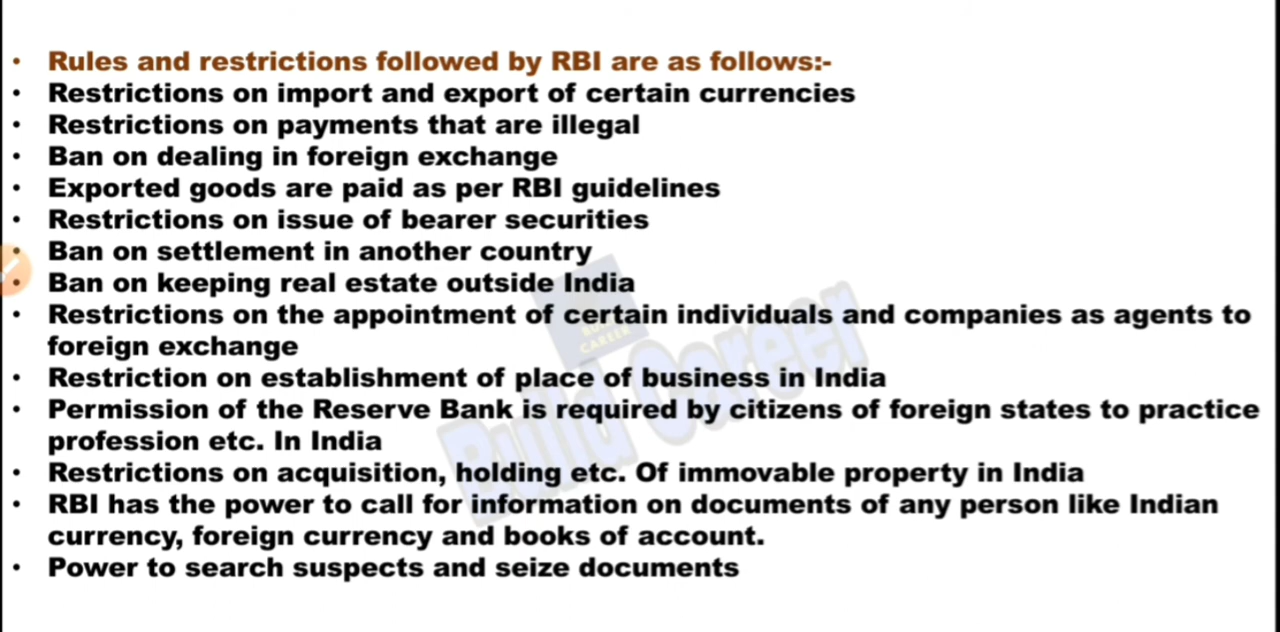 • Rules and restrictions followed by RBI are as follows:-
• Restrictions on import and export of certain currencies
• Restrictions on payments that are illegal
• Ban on dealing in foreign exchange
• Exported goods are paid as per RBI guidelines
• Restrictions on issue of bearer securities
• Ban on settlement in another country
• Ban on keeping real estate outside India
• Restrictions on the appointment of certain individuals and companies as agents to
foreign exchange
• Restriction on establishment of place of business in India
• Permission of the Reserve Bank is required by citizens of foreign states to practice
profession etc. In India
• Restrictions on acquisition, holding etc. Of immovable property in India
• RBI has the power to call for information on documents of any person like Indian
currency, foreign currency and books of account.
• Power to search suspects and seize documents
CAREER
Build Career